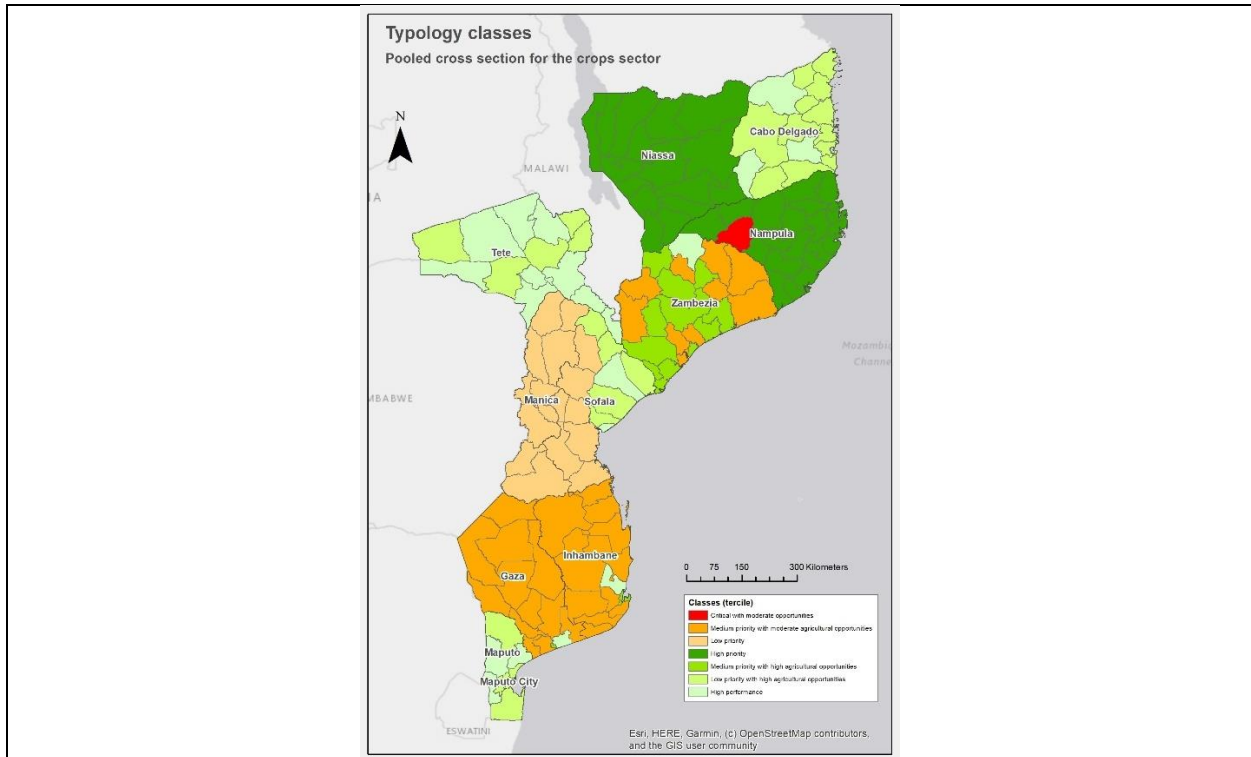 Typology classes
Pooled cross section for the crops sector
N
Cabo Delgado
Niassa
MALAWI
A
Nampula
Tete
Zambezia
Mozambic
Channe
MBABWE
Manica
Sofala
Inhambane
Gaza
0 75 150 300 Kilometers
Classes (tercile)
Critical with moderate opportunities
Medium priority with moderate agricultural opportunities
Low priority
High priority
Medium priority with high agricultural opportunities
Low priority with high agricultural opportunities
High performance
Maputo
Maputo City
ESWATINI
Esri, HERE, Garmin, (c) OpenStreetMap contributors,
and the GIS user community